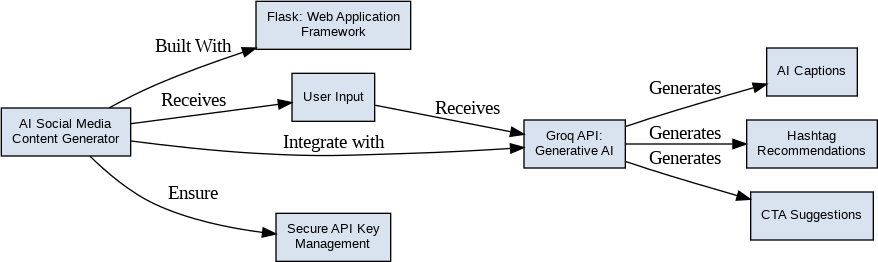 Flask: Web Application
Framework
Built With
AI Social Media
Content Generator
Receives
User Input
Receives
Integrate with
Groq API:
Generative AI
Generates
AI Captions
Generates
Hashtag
Recommendations
Generates
CTA Suggestions
Ensure
Secure API Key
Management